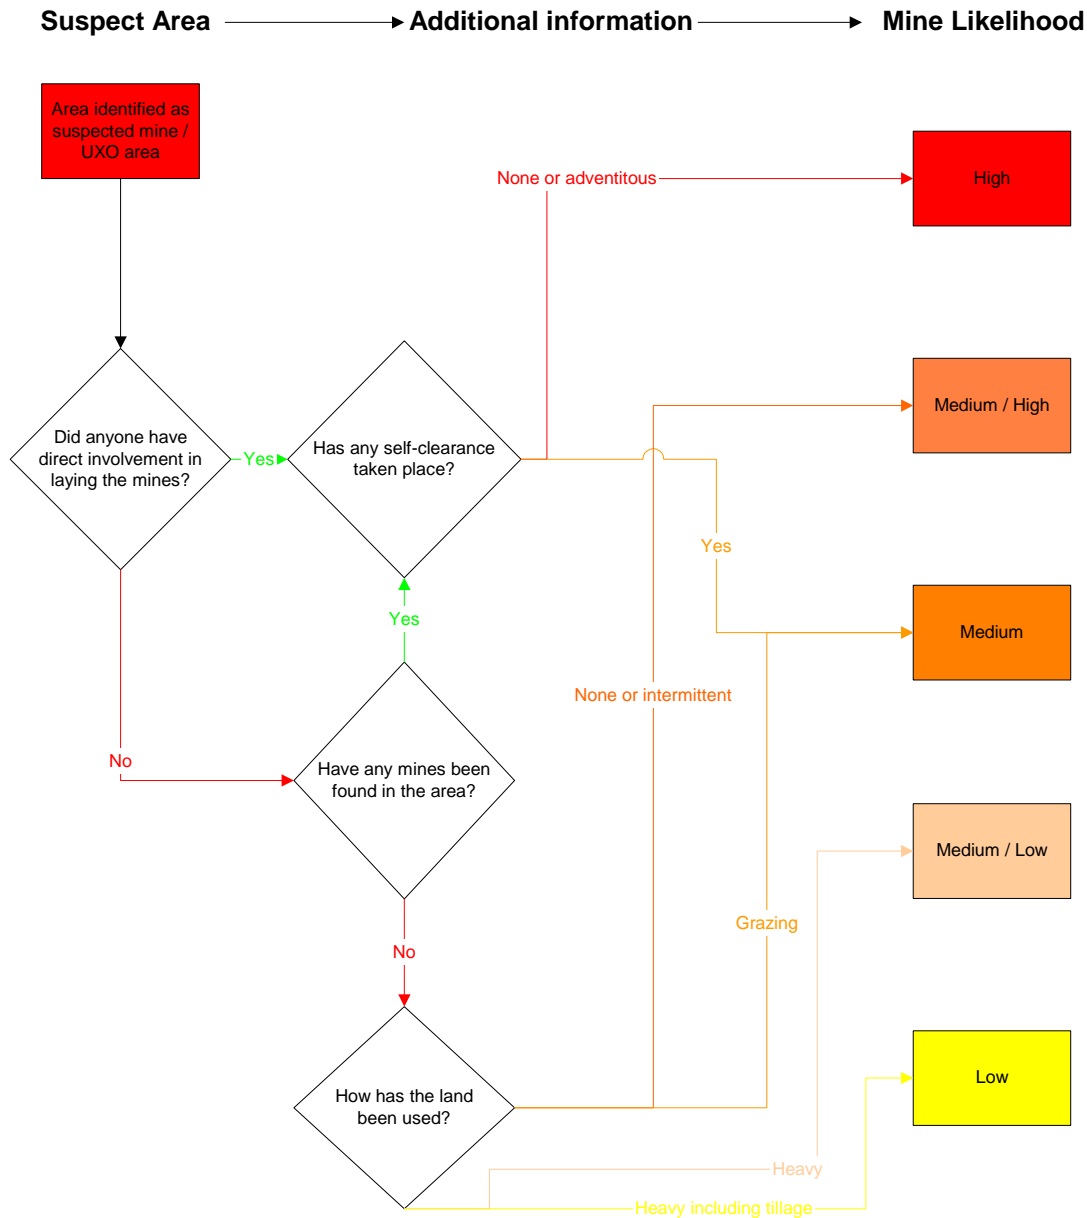 Suspect Area
Additional information
Mine Likelihood
Area identified as
suspected mine /
UXO area
None or adventitous
High
Medium / High
Did anyone have
direct involvement in
laying the mines?
Yes
Has any self-clearance
taken place?
Yes
Medium
Yes
None or intermittent
No
Have any mines been
found in the area?
Medium / Low
Grazing
No
How has the land
been used?
Low
Heavy
Heavy including tillage